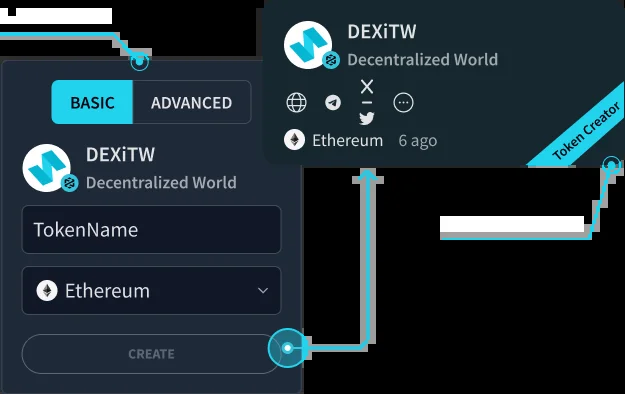 DEXiTW
Decentralized World
X
Ethereum 6 ago
Token Creator
BASIC ADVANCED
DEXiTW
Decentralized World
TokenName
Ethereum
CREATE